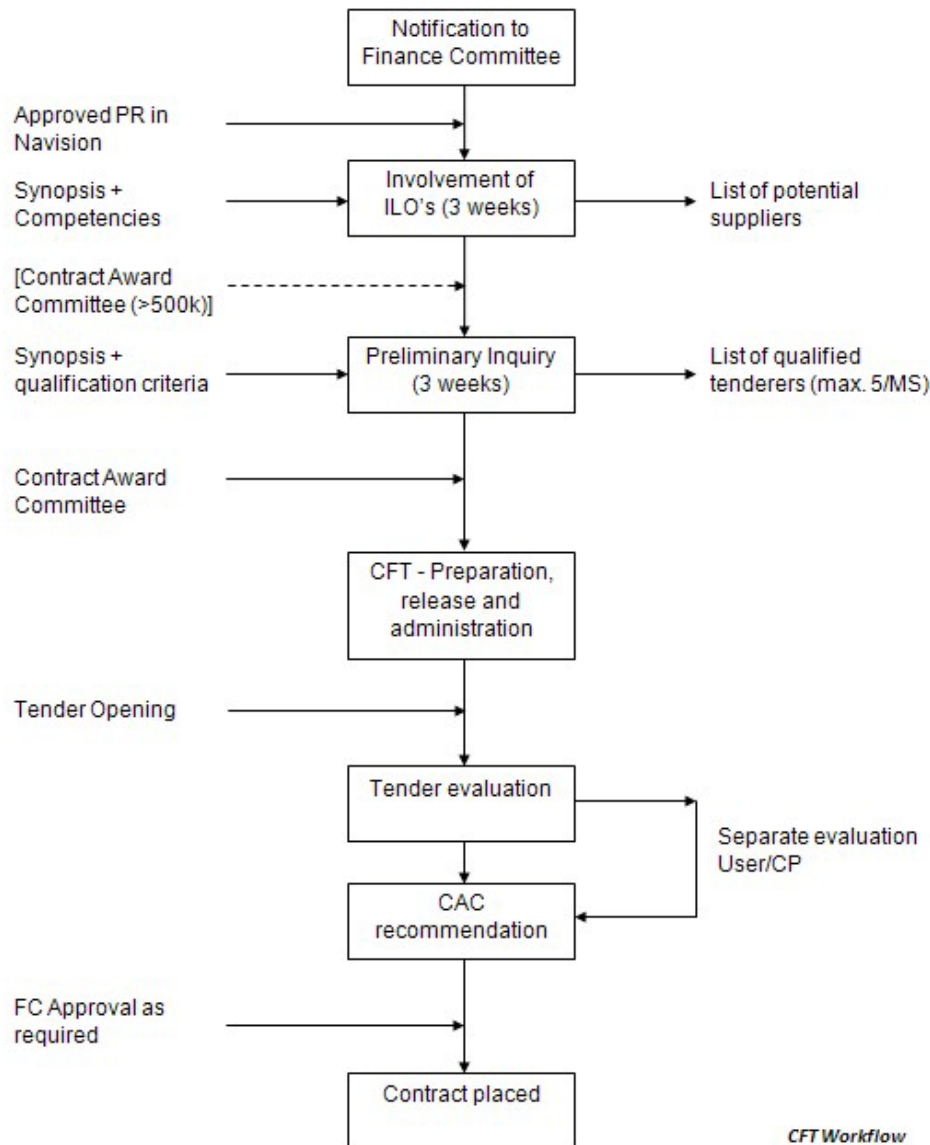 Notification to
Finance Committee
Approved PR in
Navision
Synopsis +
Competencies
Involvement of
ILO's (3 weeks)
List of potential
suppliers
[Contract Award
Committee (>500k)]
Synopsis +
qualification criteria
Preliminary Inquiry
(3 weeks)
List of qualified
tenderers (max. 5/MS)
Contract Award
Committee
CFT - Preparation,
release and
administration
Tender Opening
Tender evaluation
Separate evaluation
User/CP
CAC
recommendation
FC Approval as
required
Contract placed
CFT Workflow